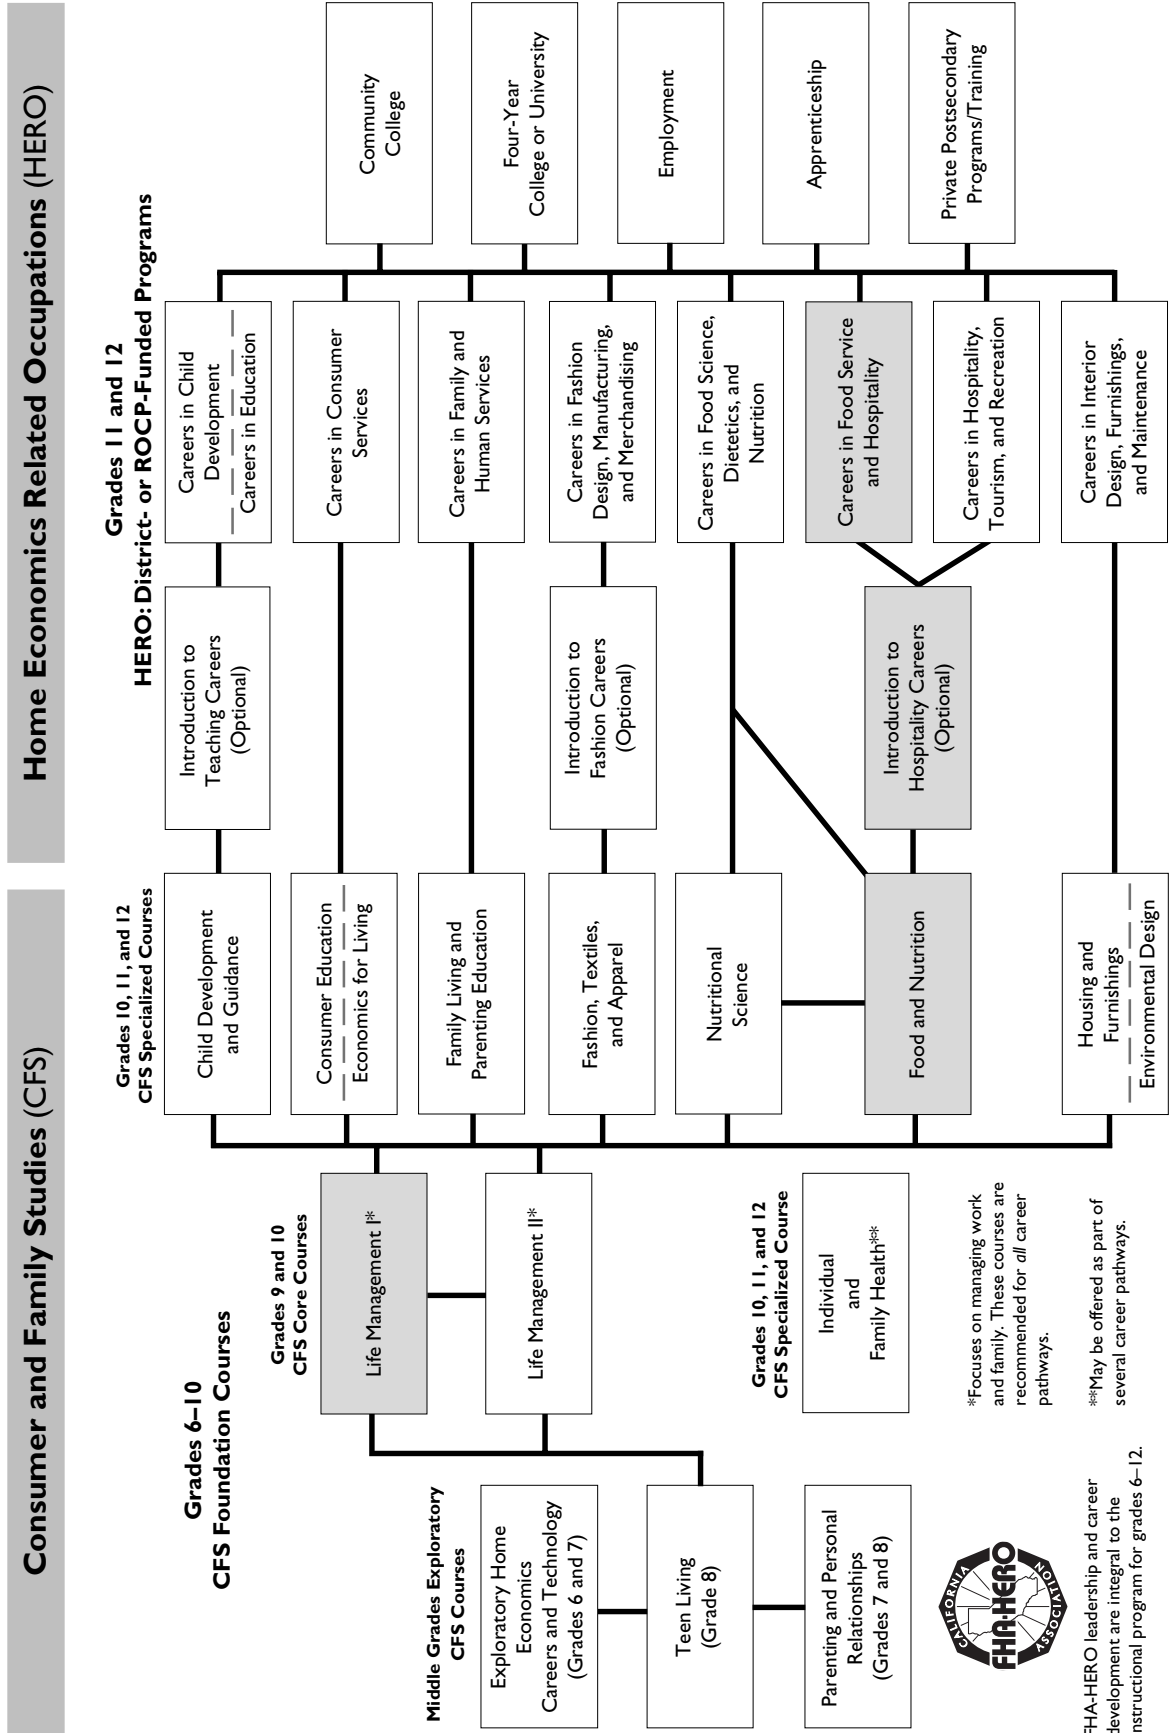 Consumer and Family Studies (CFS)
Home Economics Related Occupations (HERO)
Grades 6–10
CFS Foundation Courses
Middle Grades Exploratory
CFS Courses
Exploratory Home
Economics
Careers and Technology
(Grades 6 and 7)
Teen Living
(Grade 8)
Parenting and Personal
Relationships
(Grades 7 and 8)
CALIFORNIA
FHA-HERO
ASSOCIATION
FHA-HERO leadership and career
development are integral to the
instructional program for grades 6–12.
Grades 9 and 10
CFS Core Courses
Life Management I*
Life Management II*
Grades 10, 11, and 12
CFS Specialized Course
Individual
and
Family Health**
*Focuses on managing work
and family. These courses are
recommended for all career
pathways.
**May be offered as part of
several career pathways.
Grades 10, 11, and 12
CFS Specialized Courses
Child Development
and Guidance
Consumer Education
Economics for Living
Family Living and
Parenting Education
Fashion, Textiles,
and Apparel
Nutritional
Science
Food and Nutrition
Housing and
Furnishings
Environmental Design
Grades 11 and 12
HERO: District- or ROCP-Funded Programs
Introduction to
Teaching Careers
(Optional)
Introduction to
Fashion Careers
(Optional)
Introduction to
Hospitality Careers
(Optional)
Careers in Child
Development
Careers in Education
Careers in Consumer
Services
Careers in Family and
Human Services
Careers in Fashion
Design, Manufacturing,
and Merchandising
Careers in Food Science,
Dietetics, and
Nutrition
Careers in Food Service
and Hospitality
Careers in Hospitality,
Tourism, and Recreation
Careers in Interior
Design, Furnishings,
and Maintenance
Community
College
Four-Year
College or University
Employment
Apprenticeship
Private Postsecondary
Programs/Training